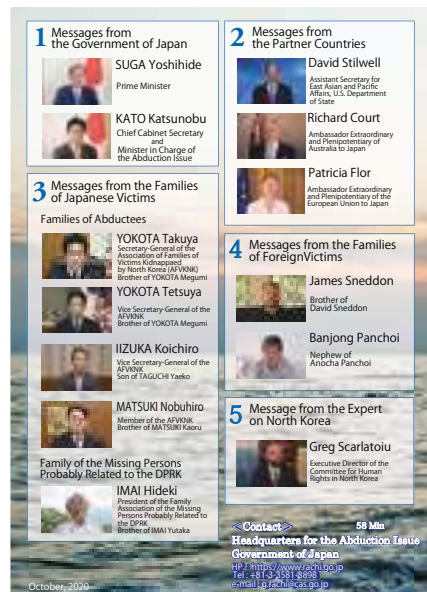 1 Messages from
the Government of Japan
SUGA Yoshihide
Prime Minister
KATO Katsunobu
Chief Cabinet Secretary
and
Minister in Charge of
the Abduction Issue
2 Messages from
the Partner Countries
David Stilwell
Assistant Secretary for
East Asian and Pacific
Affairs, U.S. Department
of State
Richard Court
Ambassador Extraordinary
and Plenipotentiary of
Australia to Japan
Patricia Flor
Ambassador Extraordinary
and Plenipotentiary of the
European Union to Japan
3 Messages from the Families
of Japanese Victims
Families of Abductees
YOKOTA Takuya
Secretary-General of the
Association of Families of
Victims Kidnappaed
by North Korea (AFVKNK)
Brother of YOKOTA Megumi
YOKOTA Tetsuya
Vice Secretary-General of the
AFVKNK
Brother of YOKOTA Megumi
IIZUKA Koichiro
Vice Secretary-General of the
AFVKNK
Son of TAGUCHI Yaeko
MATSUKI Nobuhiro
Member of the AFVKNK
Brother of MATSUKI Kaoru
Family of the Missing Persons
Probably Related to the DPRK
IMAI Hideki
President of the Family
Association of the Missing
Persons Probably Related to
the DPRK
Brother of IMAI Yutaka
4 Messages from the Families
of ForeignVictims
James Sneddon
Brother of
David Sneddon
Banjong Panchoi
Nephew of
Anocha Panchoi
5 Message from the Expert
on North Korea
Greg Scarlatoiu
Executive Director of the
Committee for Human
Rights in North Korea
≪Contact≫ 58 Min
Headquarters for the Abduction Issue
Government of Japan
HP : https://www.rachi.go.jp
Tel : +81-3-3581-8898
e-mail : g.rachi@cas.go.jp
October, 2020